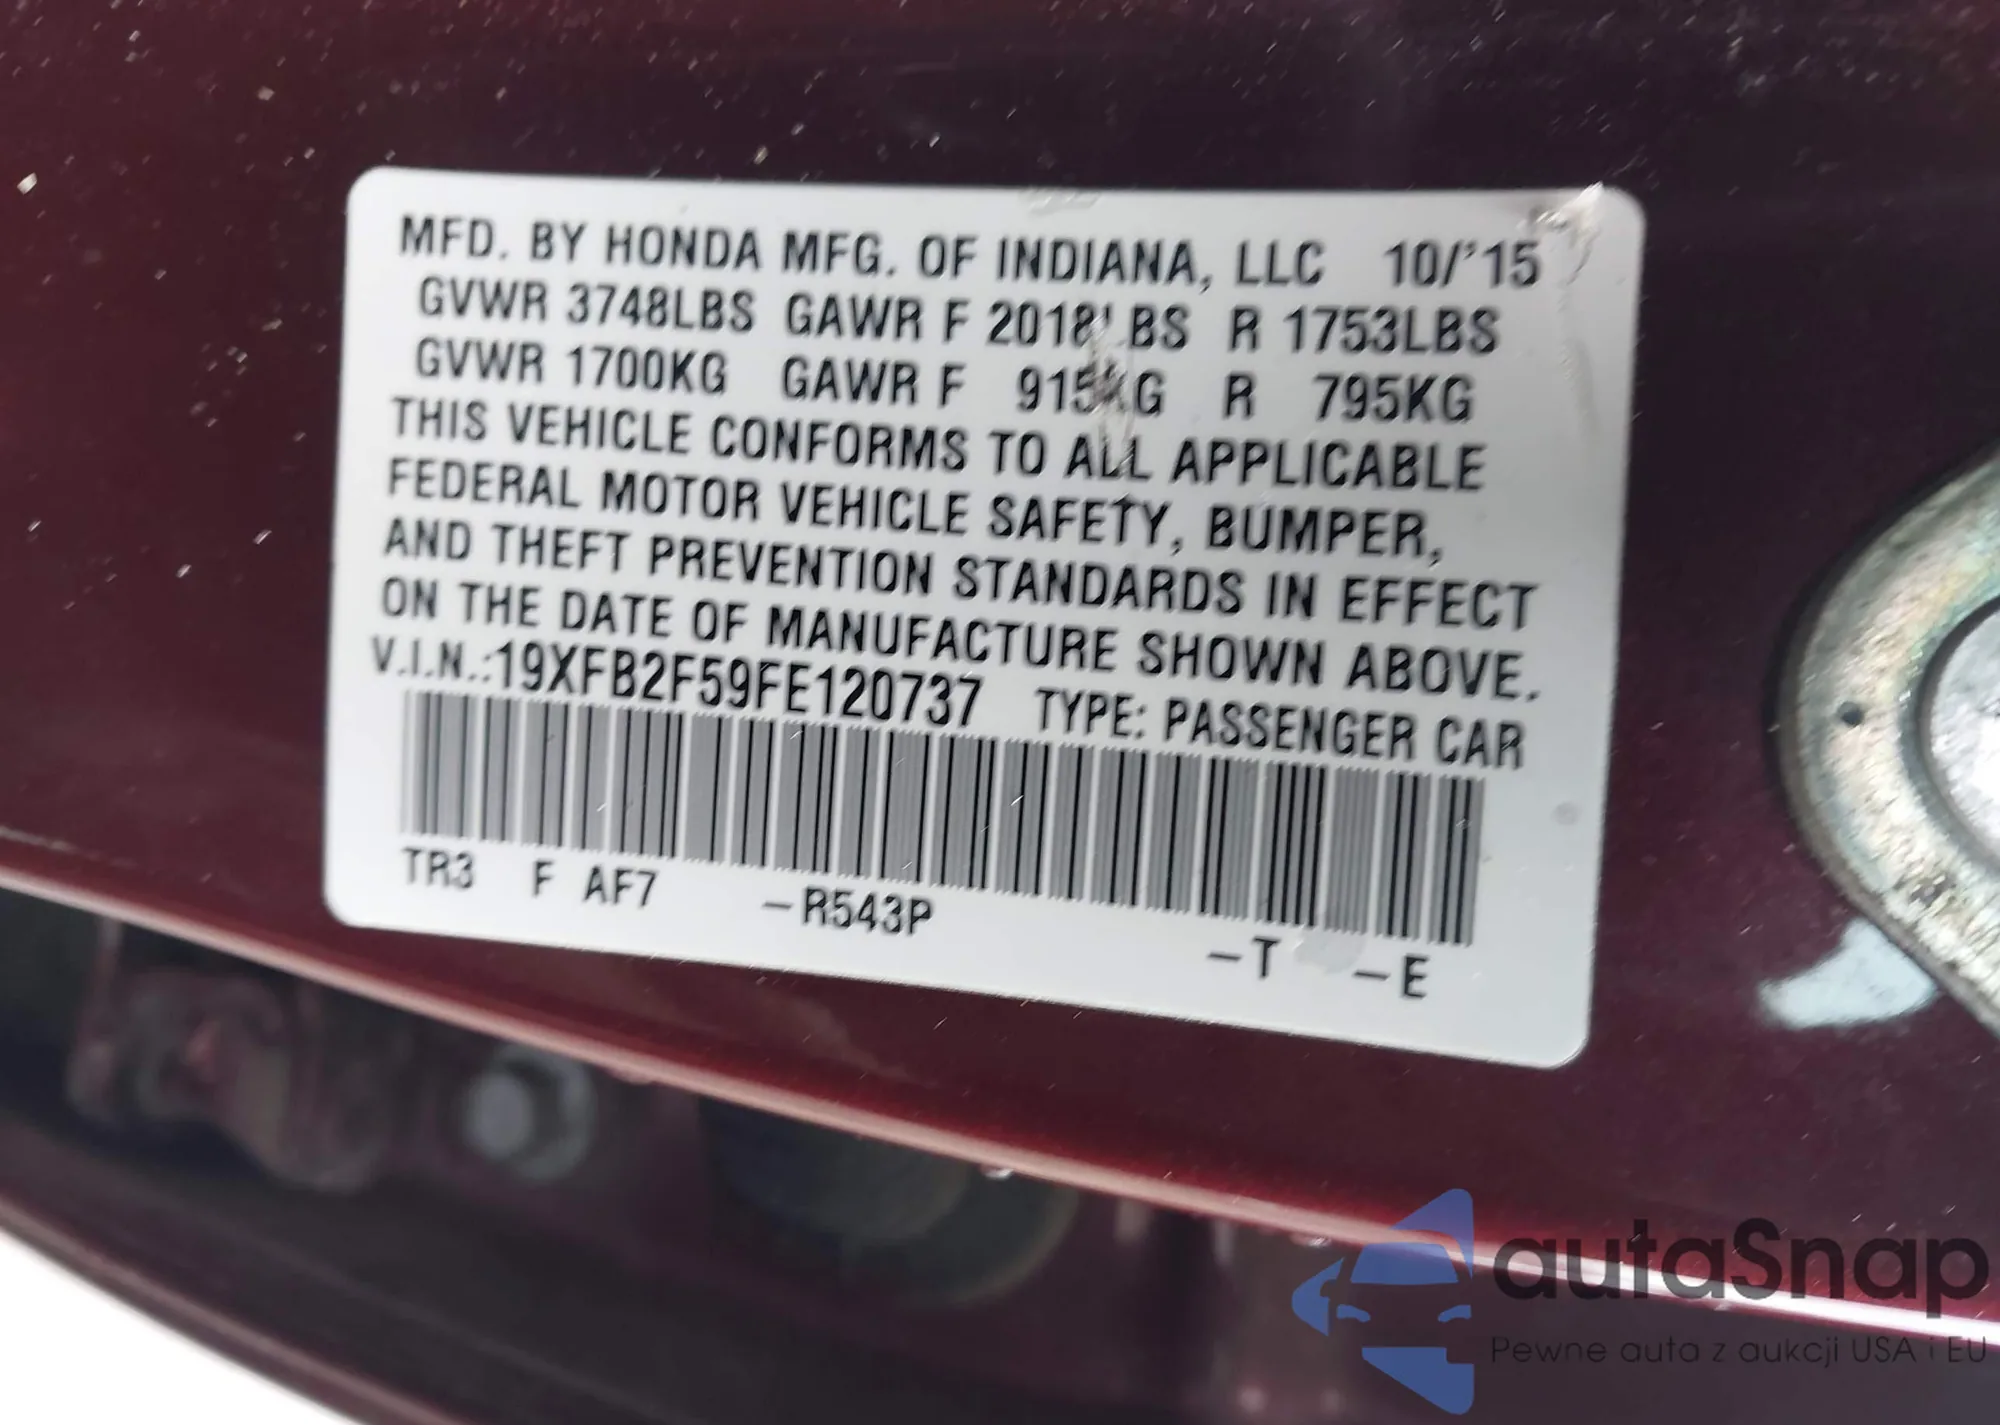 MFD. BY HONDA MFG. OF INDIANA, LLC 10/'15
GVWR 3748LBS GAWR F 2018LBS R 1753LBS
GVWR 1700KG GAWR F 915KG R 795KG
THIS VEHICLE CONFORMS TO ALL APPLICABLE
FEDERAL MOTOR VEHICLE SAFETY, BUMPER,
AND THEFT PREVENTION STANDARDS IN EFFECT
ON THE DATE OF MANUFACTURE SHOWN ABOVE.
V.I.N.:19XFB2F59FE120737 TYPE: PASSENGER CAR
TR3 F AF7 -R543P -T -E
autaSnap
Pewne auta z aukcji USA i EU